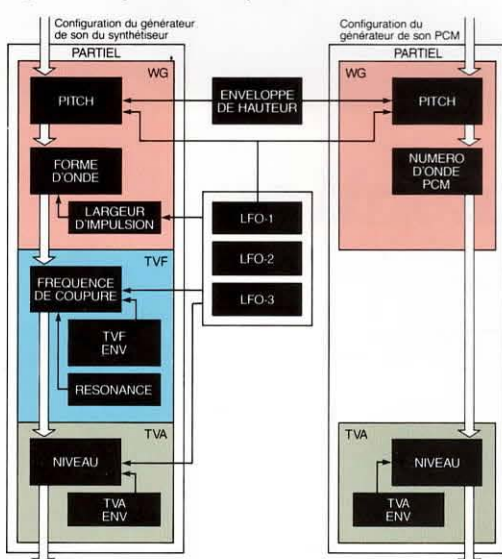 Configuration du générateur
de son du synthétiseur
PARTIEL
WG
PITCH
FORME
D'ONDE
LARGEUR
D'IMPULSION
TVF
FREQUENCE
DE COUPURE
TVF
ENV
RESONANCE
TVA
NIVEAU
TVA
ENV
ENVELOPPE
DE HAUTEUR
LFO-1
LFO-2
LFO-3
Configuration du
générateur de son PCM
PARTIEL
WG
PITCH
NUMERO
D'ONDE
PCM
TVA
NIVEAU
TVA
ENV